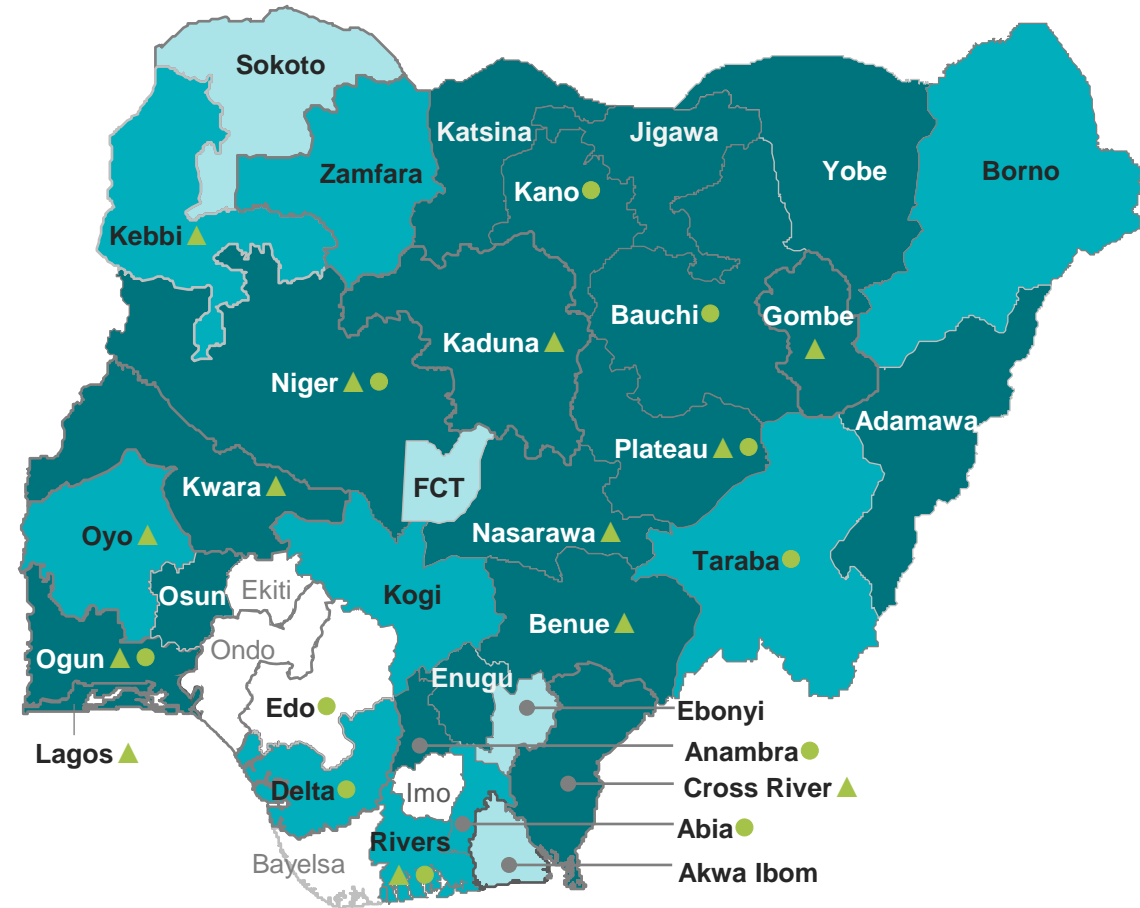 Sokoto
Katsina
Jigawa
Zamfara
Yobe
Borno
Kano
Kebbi
Bauchi
Gombe
Kaduna
Niger
Adamawa
Plateau
Kwara
FCT
Nasarawa
Oyo
Taraba
Osun
Ekiti
Kogi
Benue
Ondo
Ogun
Enugu
Edo
Ebonyi
Lagos
Anambra
Delta
Imo
Cross River
Abia
Rivers
Bayelsa
Akwa Ibom